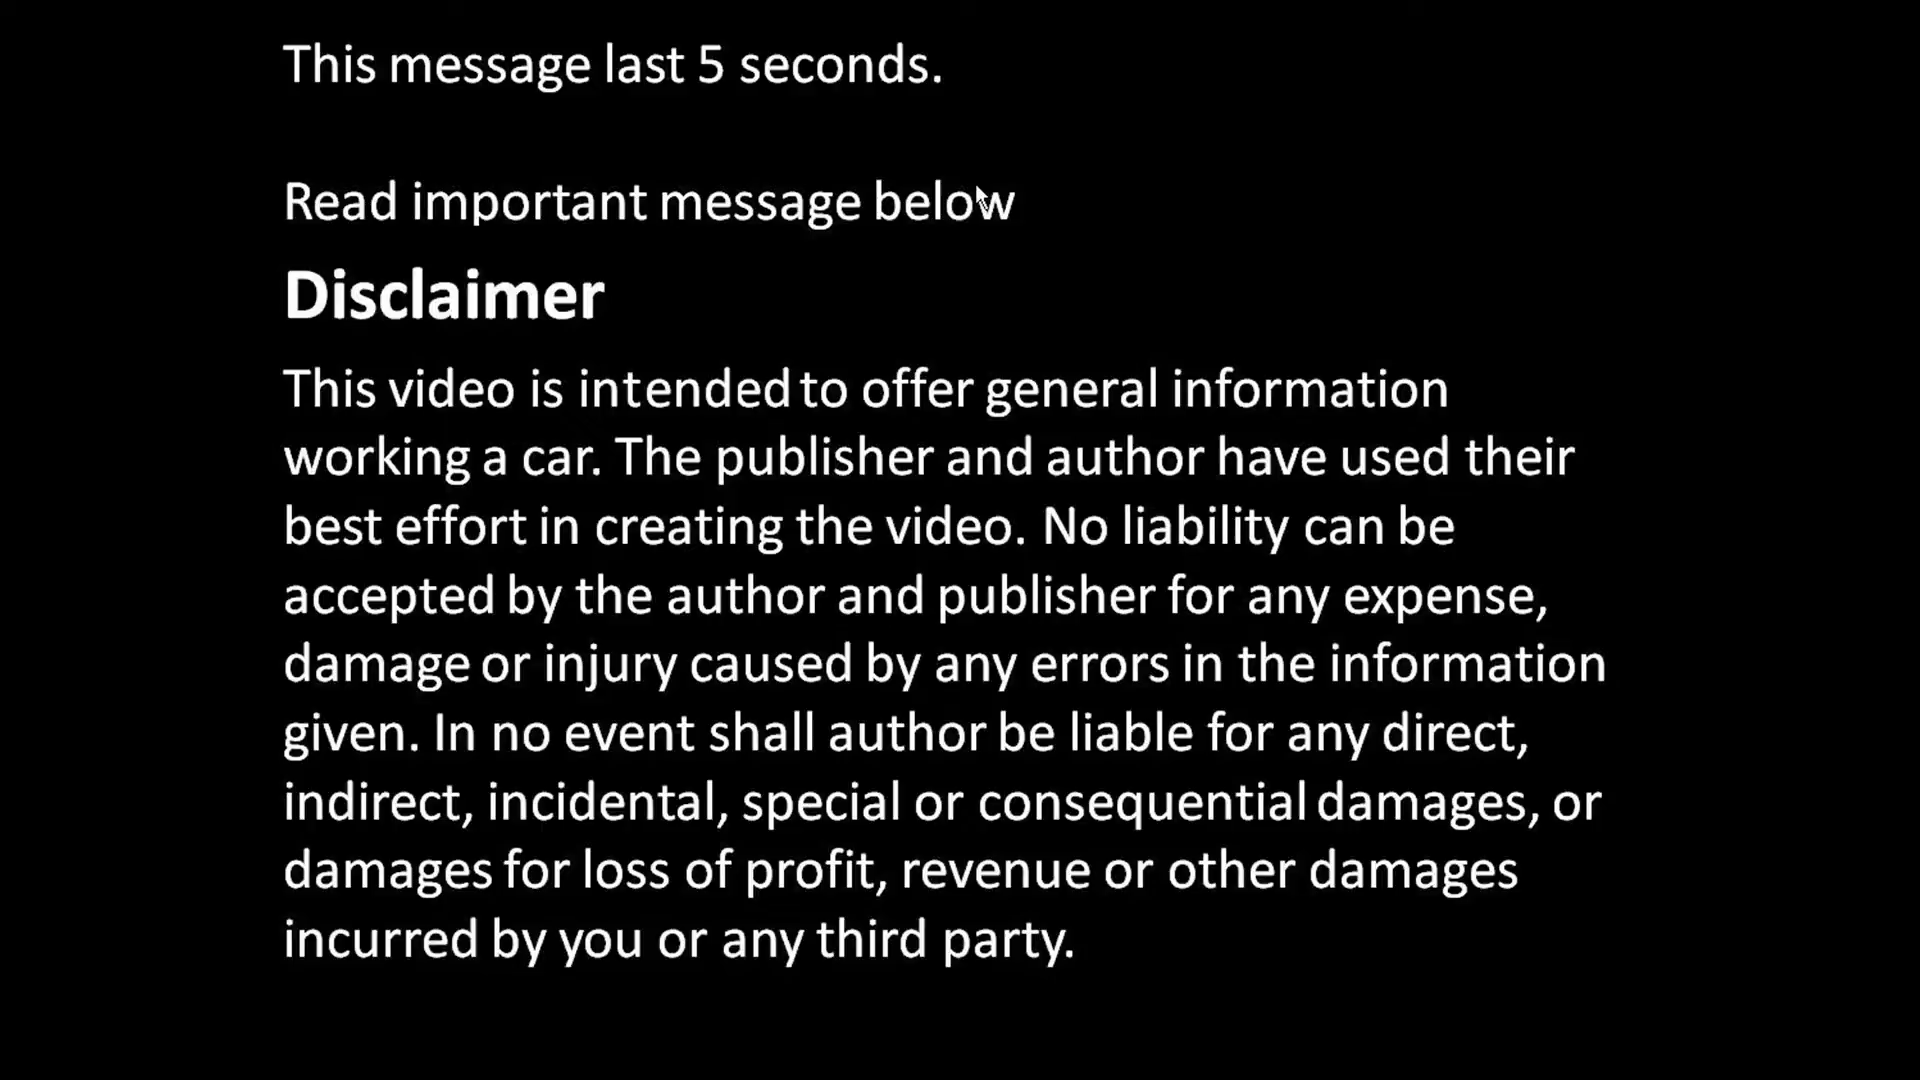 This message last 5 seconds.
Read important message below
Disclaimer
This video is intended to offer general information
working a car. The publisher and author have used their
best effort in creating the video. No liability can be
accepted by the author and publisher for any expense,
damage or injury caused by any errors in the information
given. In no event shall author be liable for any direct,
indirect, incidental, special or consequential damages, or
damages for loss of profit, revenue or other damages
incurred by you or any third party.